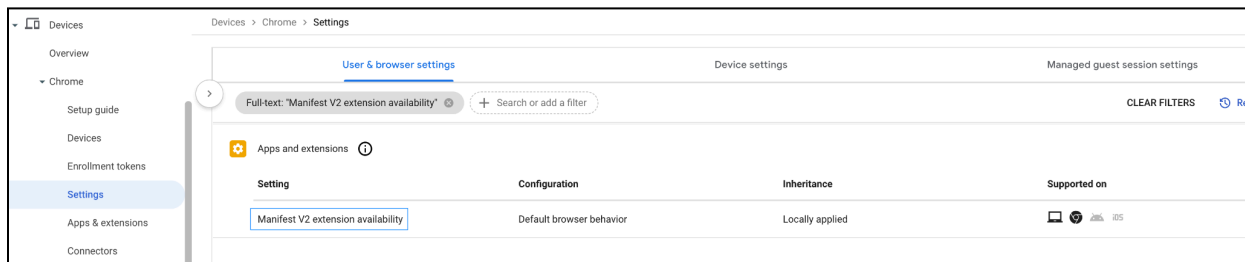 Devices
Overview
Chrome
Setup guide
Devices
Enrollment tokens
Settings
Apps & extensions
Connectors
Devices > Chrome > Settings
User & browser settings
Device settings
Managed guest session settings
Full-text: "Manifest V2 extension availability"
Search or add a filter
CLEAR FILTERS
Re
Apps and extensions
Setting Configuration Inheritance Supported on
Manifest V2 extension availability Default browser behavior Locally applied iOS